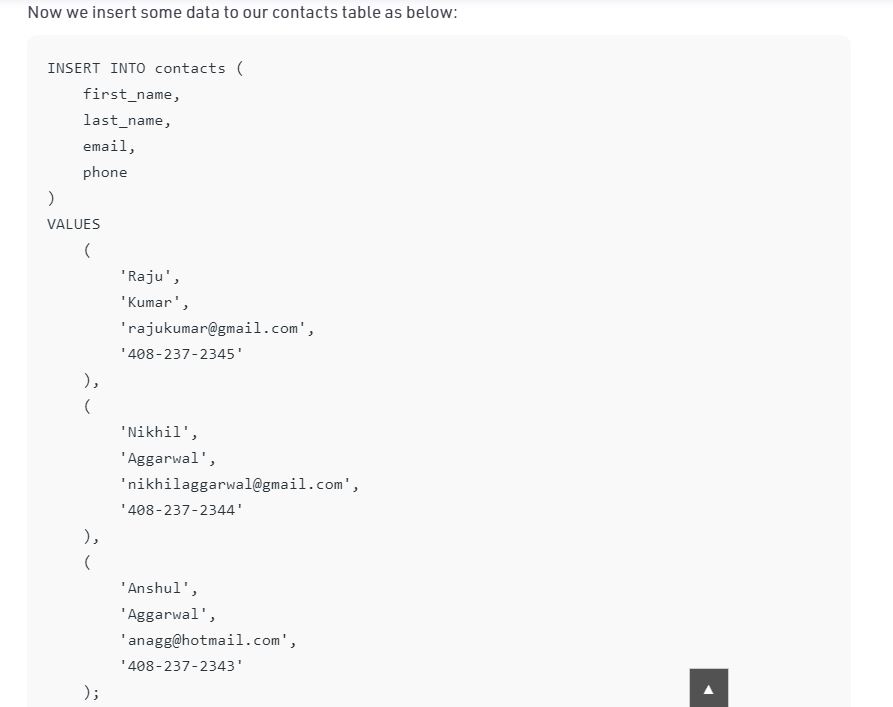 Now we insert some data to our contacts table as below:
INSERT INTO contacts (
    first_name,
    last_name,
    email,
    phone
)
VALUES
    (
        'Raju',
        'Kumar',
        'rajukumar@gmail.com',
        '408-237-2345'
    ),
    (
        'Nikhil',
        'Aggarwal',
        'nikhilaggarwal@gmail.com',
        '408-237-2344'
    ),
    (
        'Anshul',
        'Aggarwal',
        'anagg@hotmail.com',
        '408-237-2343'
    );